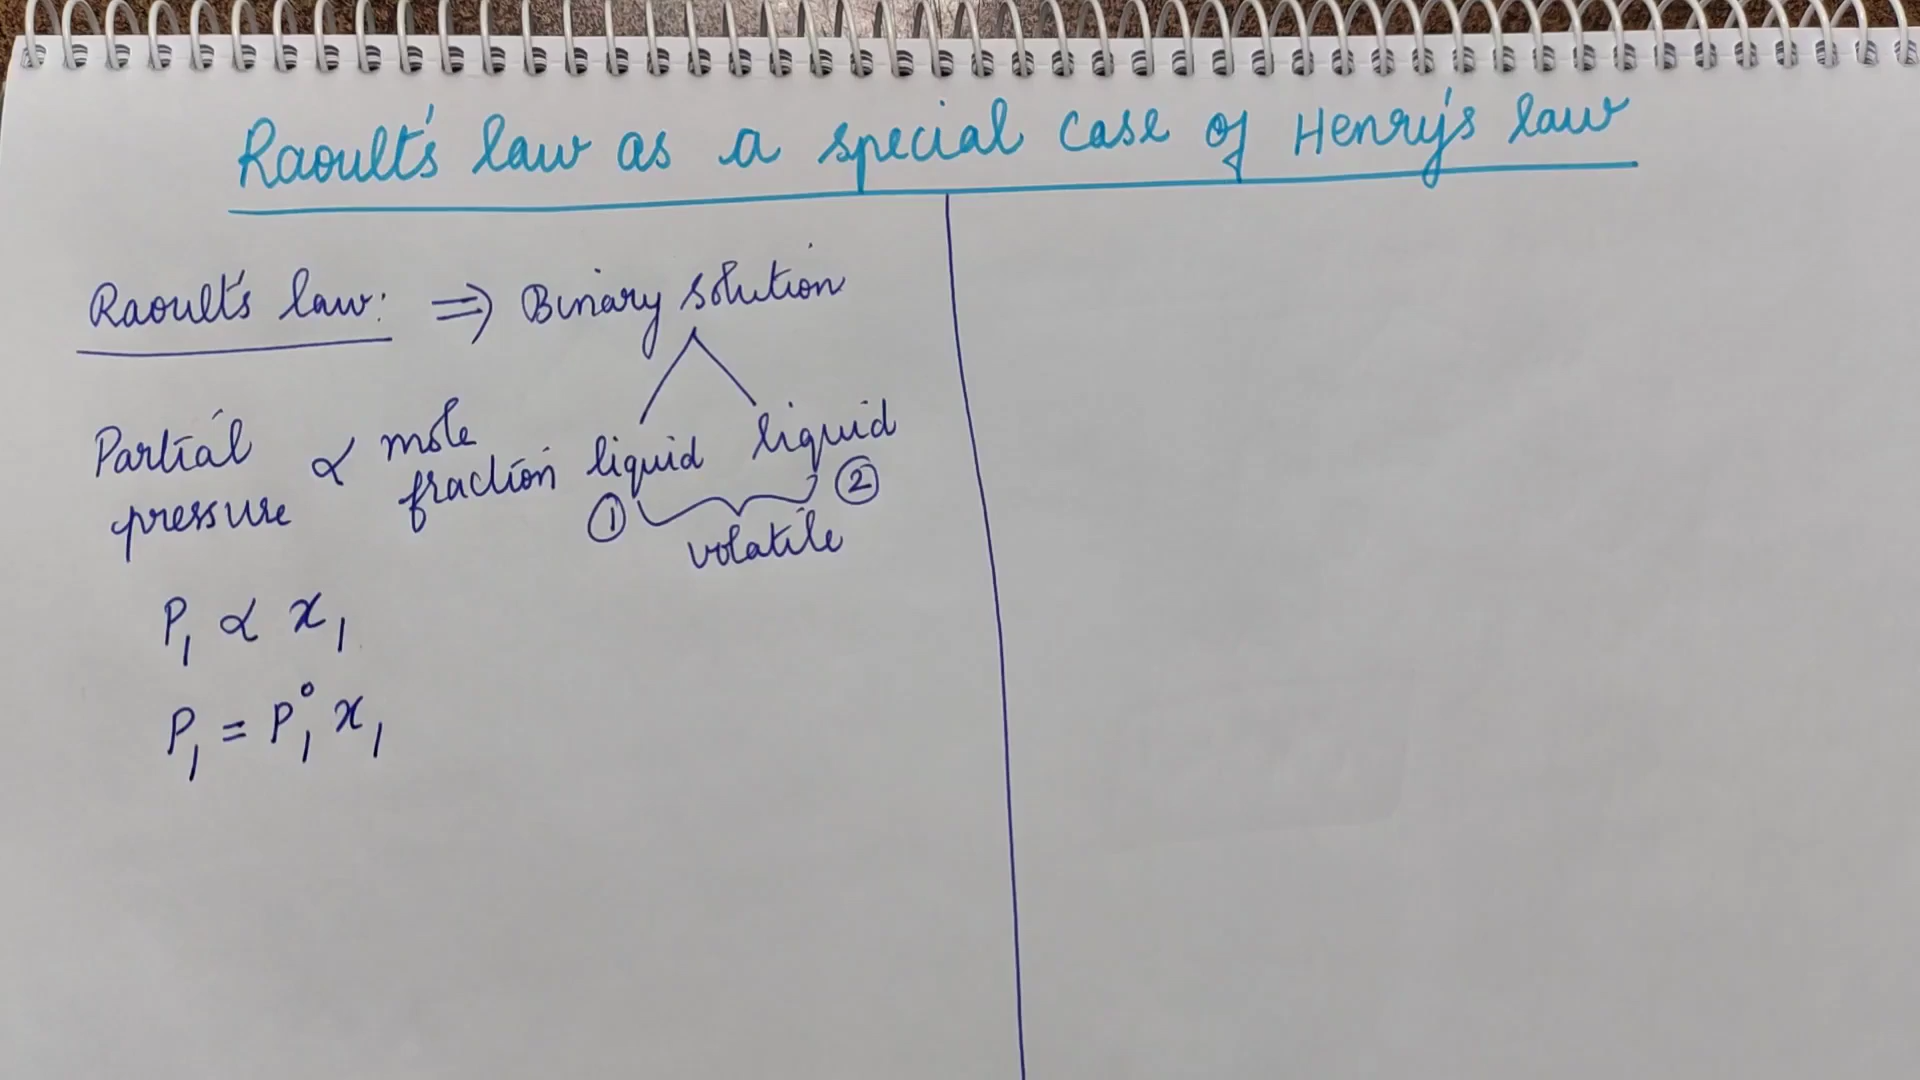 Raoult's law as a special case of Henry's law
Raoult's law: ⇒ Binary solution
Partial pressure ∝ mole fraction
liquid ① liquid ②
volatile
P₁ ∝ x₁
P₁ = P₁° x₁